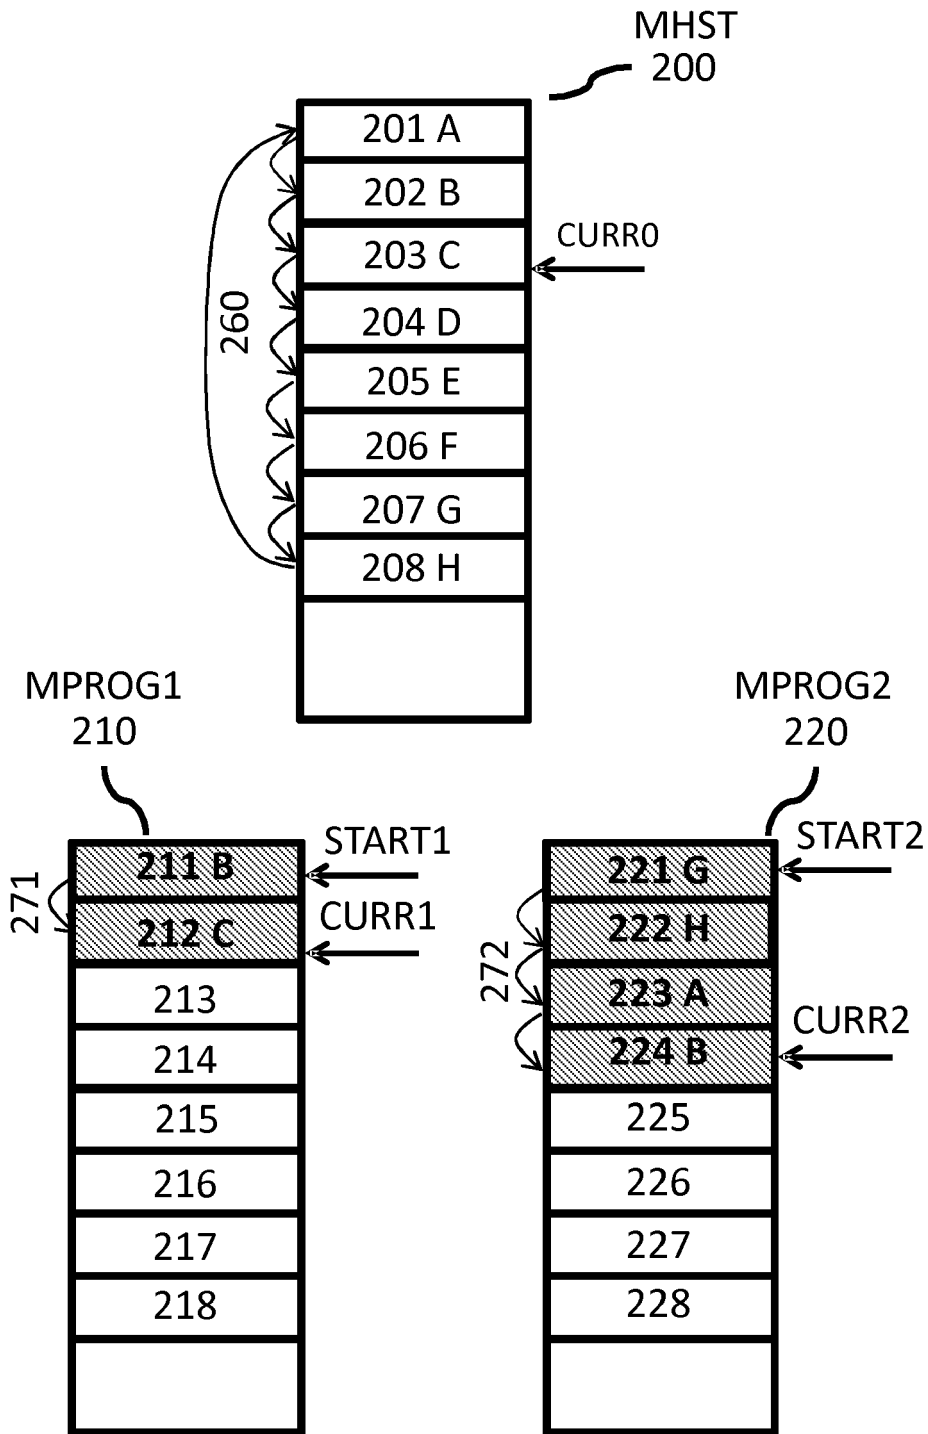 MHST
200
201 A
202 B
203 C
CURR0
204 D
260
205 E
206 F
207 G
208 H
MPROG1
210
START1
211 B
271
212 C
CURR1
213
214
215
216
217
218
MPROG2
220
START2
221 G
222 H
272
223 A
CURR2
224 B
225
226
227
228